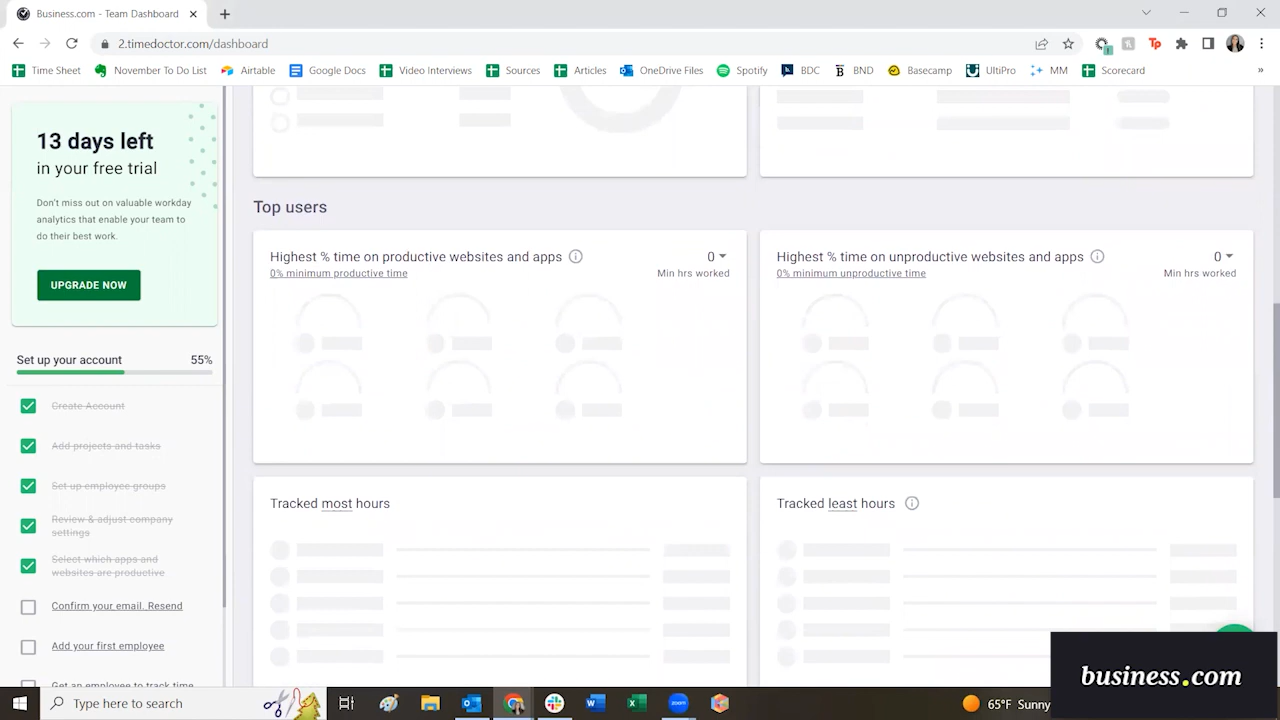 Business.com - Team Dashboard
2.timedoctor.com/dashboard
Time Sheet
November To Do List
Airtable
Google Docs
Video Interviews
Sources
Articles
OneDrive Files
Spotify
BDC
BND
Basecamp
UltiPro
MM
Scorecard
13 days left
in your free trial
Don't miss out on valuable workday
analytics that enable your team to
do their best work.
UPGRADE NOW
Set up your account 55%
Create Account
Add projects and tasks
Set up employee groups
Review & adjust company
settings
Select which apps and
websites are productive
Confirm your email. Resend
Add your first employee
Get an employee to track time
Top users
Highest % time on productive websites and apps
0
0% minimum productive time
Min hrs worked
Highest % time on unproductive websites and apps
0
0% minimum unproductive time
Min hrs worked
Tracked most hours
Tracked least hours
business.com
Type here to search
65°F Sunny